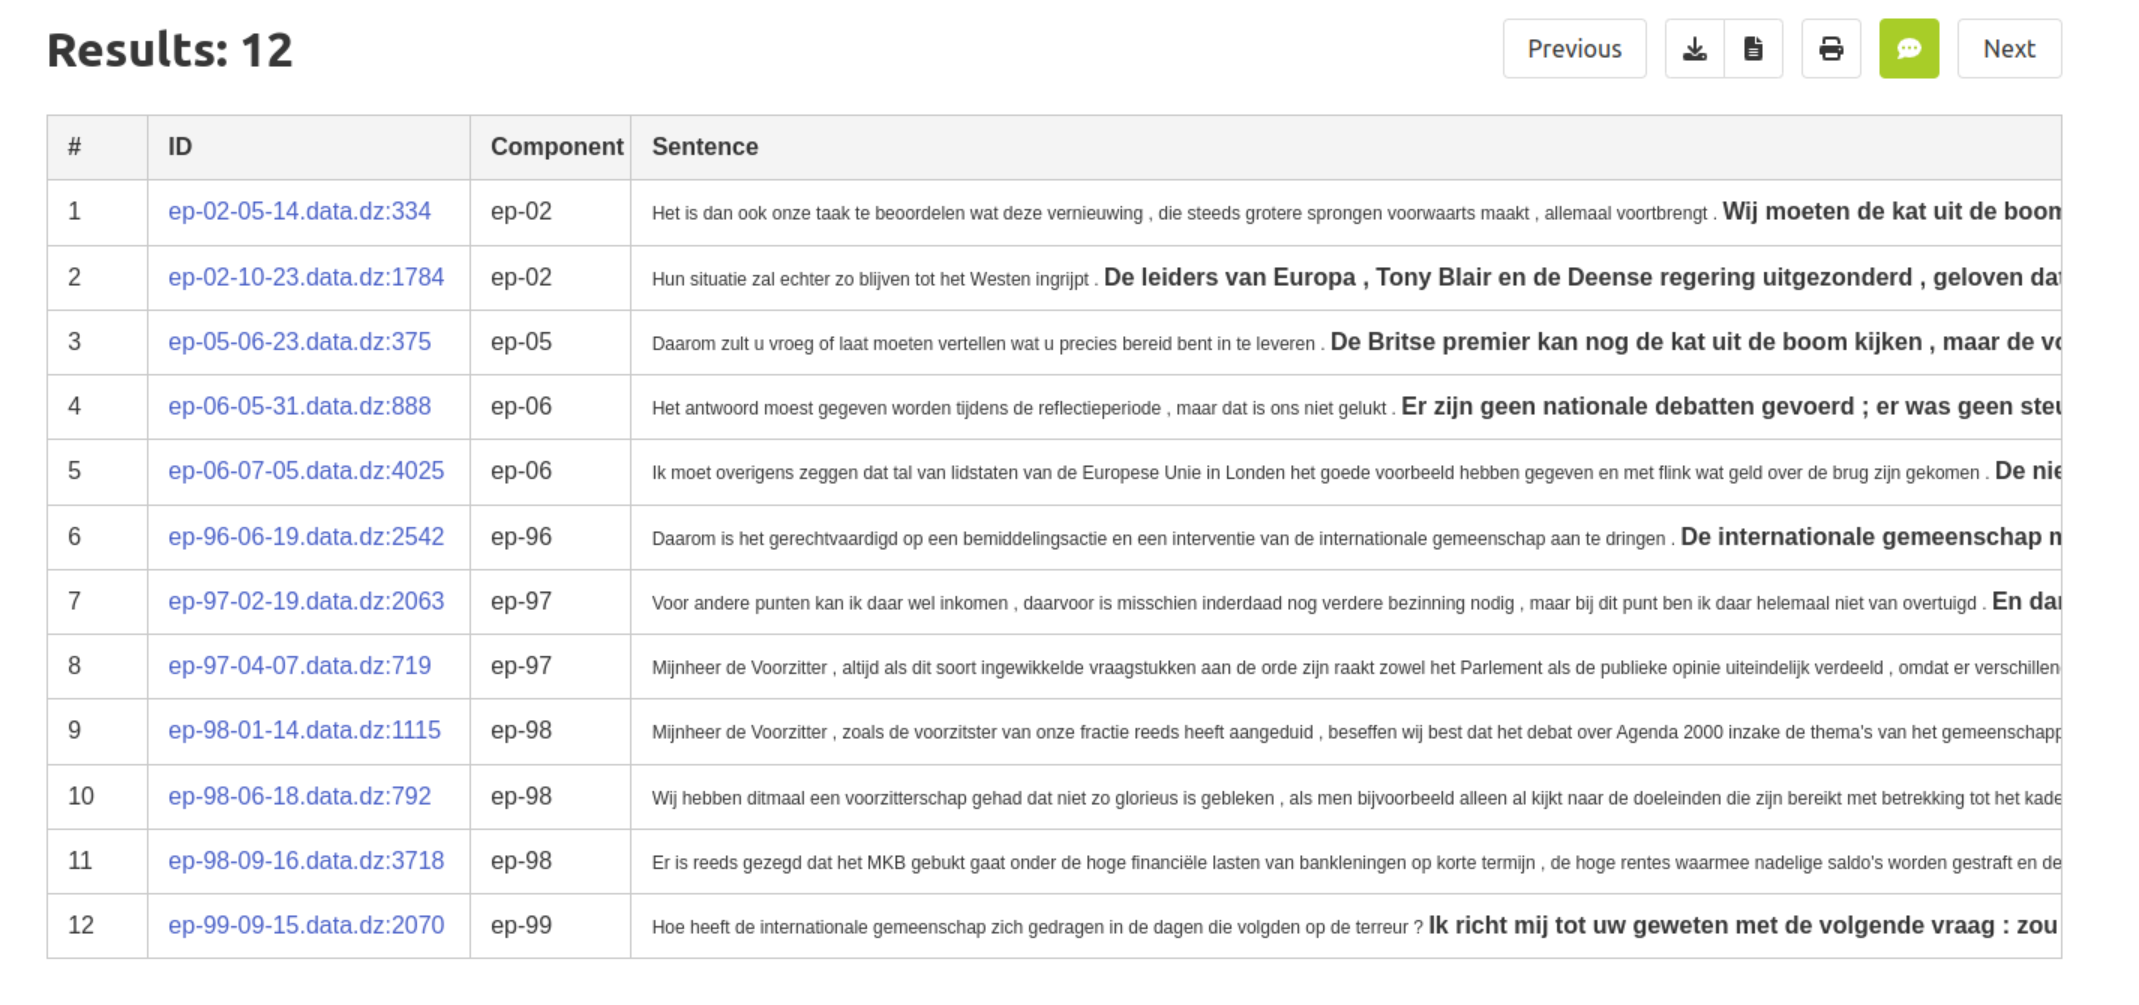 Results: 12
Previous
Next
# ID Component Sentence
1 ep-02-05-14.data.dz:334 ep-02 Het is dan ook onze taak te beoordelen wat deze vernieuwing , die steeds grotere sprongen voorwaarts maakt , allemaal voortbrengt . Wij moeten de kat uit de boom
2 ep-02-10-23.data.dz:1784 ep-02 Hun situatie zal echter zo blijven tot het Westen ingrijpt . De leiders van Europa , Tony Blair en de Deense regering uitgezonderd , geloven dat
3 ep-05-06-23.data.dz:375 ep-05 Daarom zult u vroeg of laat moeten vertellen wat u precies bereid bent in te leveren . De Britse premier kan nog de kat uit de boom kijken , maar de vo
4 ep-06-05-31.data.dz:888 ep-06 Het antwoord moest gegeven worden tijdens de reflectieperiode , maar dat is ons niet gelukt . Er zijn geen nationale debatten gevoerd ; er was geen steu
5 ep-06-07-05.data.dz:4025 ep-06 Ik moet overigens zeggen dat tal van lidstaten van de Europese Unie in Londen het goede voorbeeld hebben gegeven en met flink wat geld over de brug zijn gekomen . De nie
6 ep-96-06-19.data.dz:2542 ep-96 Daarom is het gerechtvaardigd op een bemiddelingsactie en een interventie van de internationale gemeenschap aan te dringen . De internationale gemeenschap m
7 ep-97-02-19.data.dz:2063 ep-97 Voor andere punten kan ik daar wel inkomen , daarvoor is misschien inderdaad nog verdere bezinning nodig , maar bij dit punt ben ik daar helemaal niet van overtuigd . En dan
8 ep-97-04-07.data.dz:719 ep-97 Mijnheer de Voorzitter , altijd als dit soort ingewikkelde vraagstukken aan de orde zijn raakt zowel het Parlement als de publieke opinie uiteindelijk verdeeld , omdat er verschillen
9 ep-98-01-14.data.dz:1115 ep-98 Mijnheer de Voorzitter , zoals de voorzitster van onze fractie reeds heeft aangeduid , beseffen wij best dat het debat over Agenda 2000 inzake de thema's van het gemeenschapp
10 ep-98-06-18.data.dz:792 ep-98 Wij hebben ditmaal een voorzitterschap gehad dat niet zo glorieus is gebleken , als men bijvoorbeeld alleen al kijkt naar de doeleinden die zijn bereikt met betrekking tot het kade
11 ep-98-09-16.data.dz:3718 ep-98 Er is reeds gezegd dat het MKB gebukt gaat onder de hoge financiële lasten van bankleningen op korte termijn , de hoge rentes waarmee nadelige saldo's worden gestraft en de
12 ep-99-09-15.data.dz:2070 ep-99 Hoe heeft de internationale gemeenschap zich gedragen in de dagen die volgden op de terreur ? Ik richt mij tot uw geweten met de volgende vraag : zou